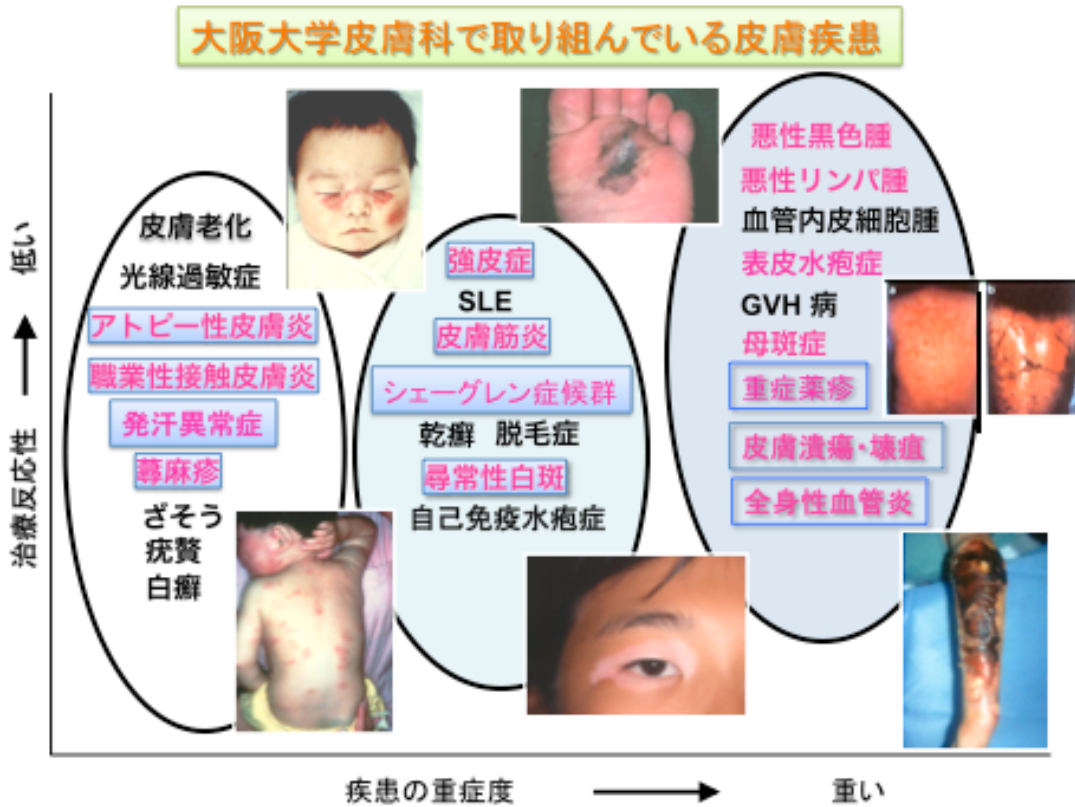 大阪大学皮膚科で取り組んでいる皮膚疾患
治療反応性
低い
皮膚老化
光線過敏症
アトピー性皮膚炎
職業性接触皮膚炎
発汗異常症
蕁麻疹
ざそう
疣贅
白癬
強皮症
SLE
皮膚筋炎
シェーグレン症候群
乾癬 脱毛症
尋常性白斑
自己免疫水疱症
悪性黒色腫
悪性リンパ腫
血管内皮細胞腫
表皮水疱症
GVH 病
母斑症
重症薬疹
皮膚潰瘍・壊疽
全身性血管炎
疾患の重症度
重い